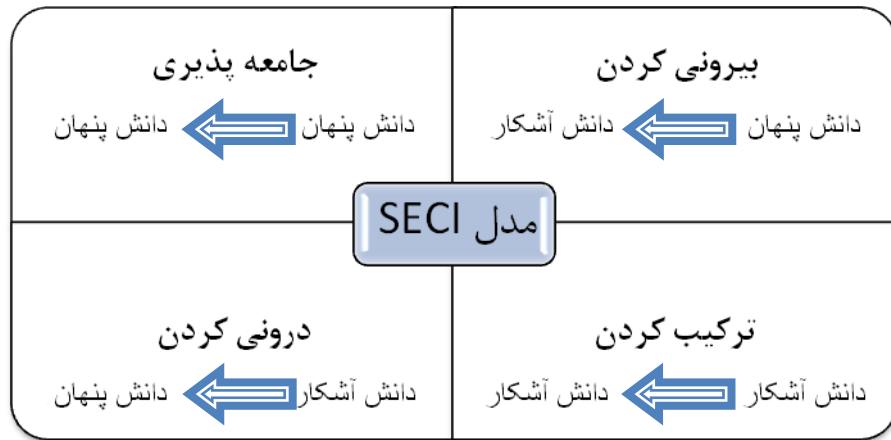 بیرونی کردن
دانش پنهان دانش آشکار
جامعه پذیری
دانش پنهان دانش پنهان
مدل SECI
ترکیب کردن
دانش آشکار دانش آشکار
درونی کردن
دانش آشکار دانش پنهان